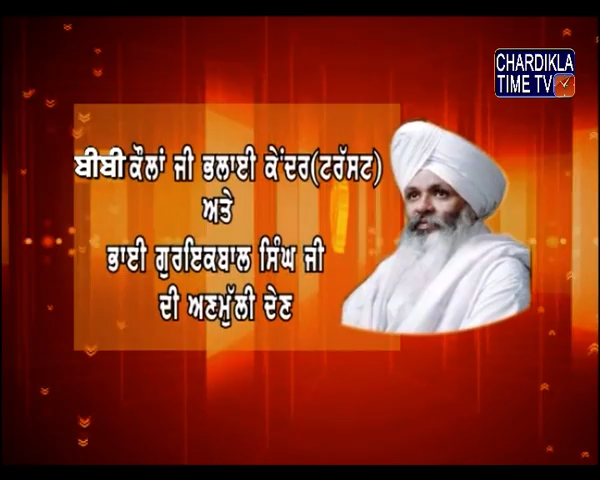 CHARDIKLA
TIME TV
ਬੀਬੀ ਕੌਲਾਂ ਜੀ ਭਲਾਈ ਕੇਂਦਰ(ਟਰੱਸਟ)
ਅਤੇ
ਭਾਈ ਗੁਰਇਕਬਾਲ ਸਿੰਘ ਜੀ
ਦੀ ਅਣਮੁੱਲੀ ਦੇਣ